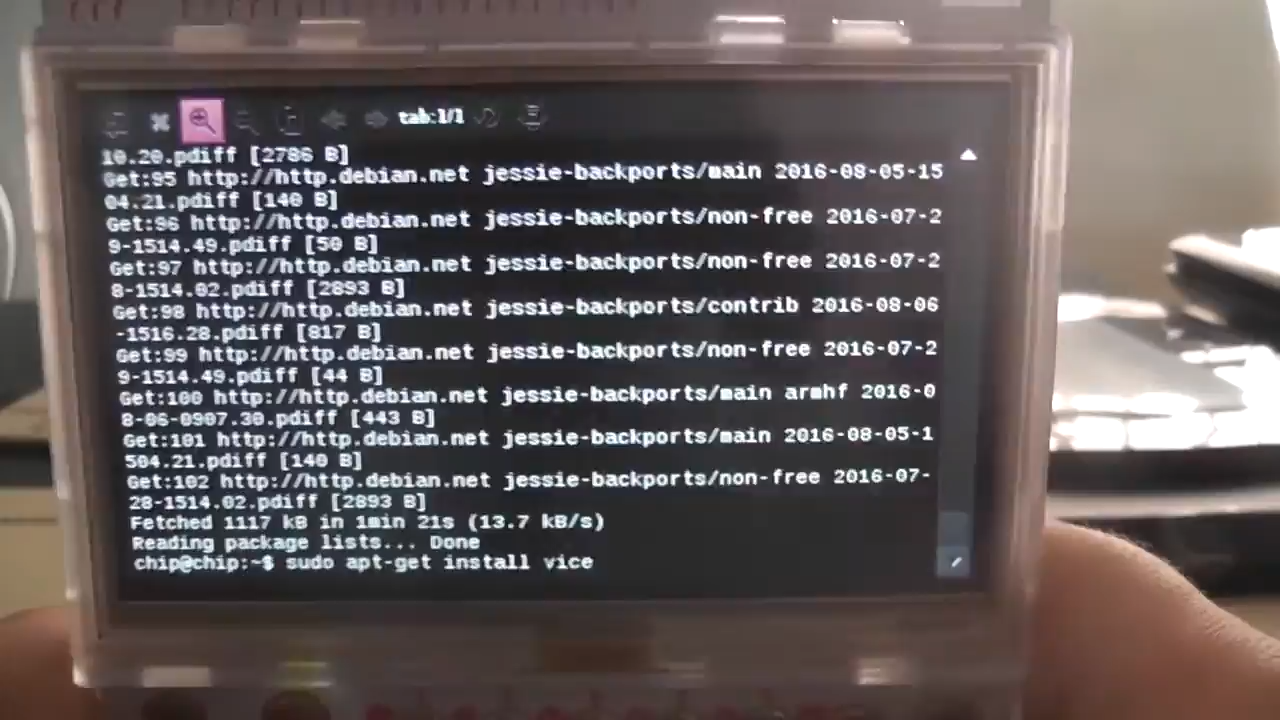 tab:1/1
10.20.pdiff [2786 B]
Get:95 http://http.debian.net jessie-backports/main 2016-08-05-15
04.21.pdiff [140 B]
Get:96 http://http.debian.net jessie-backports/non-free 2016-07-2
9-1514.49.pdiff [50 B]
Get:97 http://http.debian.net jessie-backports/non-free 2016-07-2
8-1514.02.pdiff [2893 B]
Get:98 http://http.debian.net jessie-backports/contrib 2016-08-06
-1516.28.pdiff [817 B]
Get:99 http://http.debian.net jessie-backports/non-free 2016-07-2
9-1514.49.pdiff [44 B]
Get:100 http://http.debian.net jessie-backports/main armhf 2016-0
8-06-0907.30.pdiff [443 B]
Get:101 http://http.debian.net jessie-backports/main 2016-08-05-1
504.21.pdiff [140 B]
Get:102 http://http.debian.net jessie-backports/non-free 2016-07-
28-1514.02.pdiff [2893 B]
Fetched 1117 kB in 1min 21s (13.7 kB/s)
Reading package lists... Done
chip@chip:~$ sudo apt-get install vice